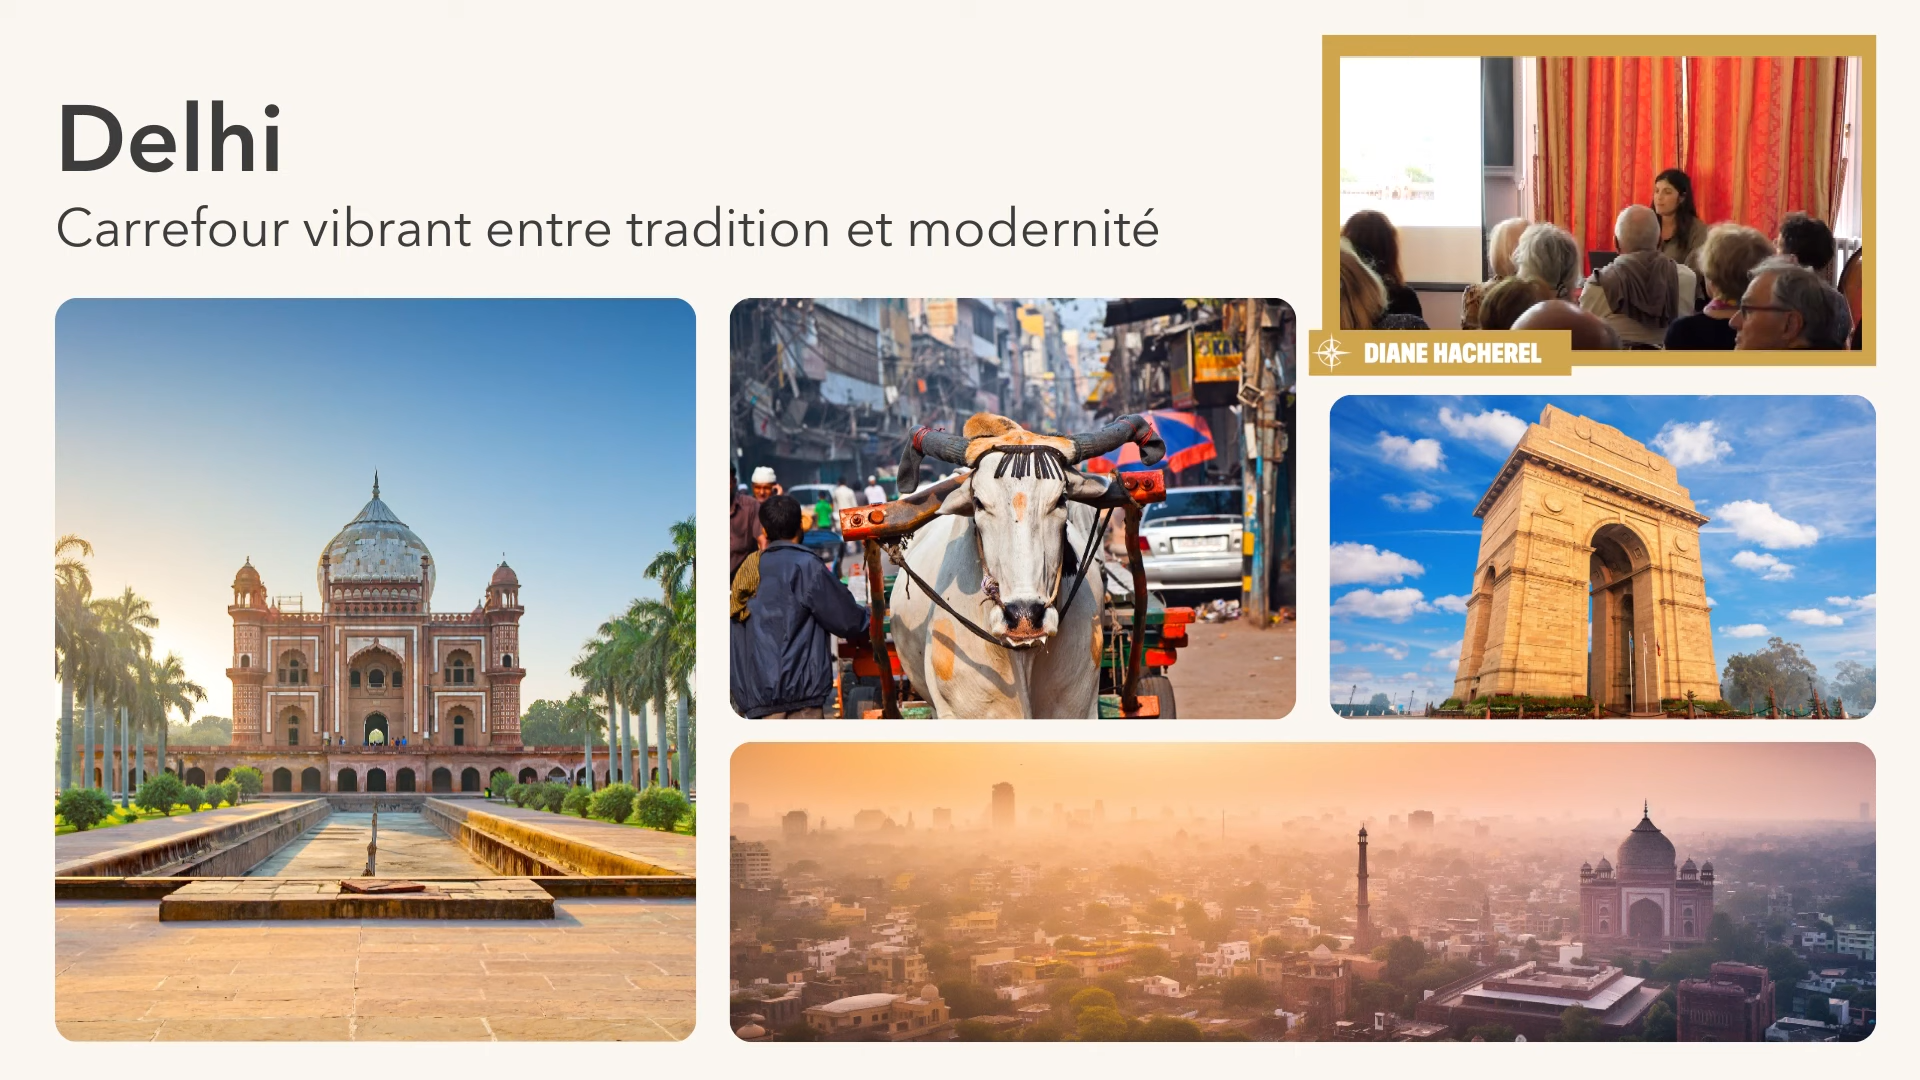 Delhi
Carrefour vibrant entre tradition et modernité
DIANE HACHEREL